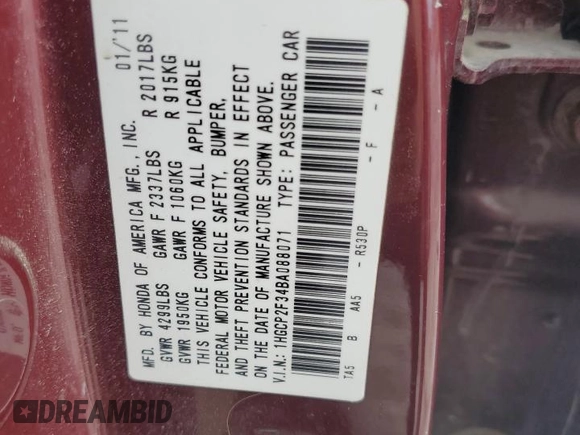 MFD. BY HONDA OF AMERICA MFG., INC. 01/'11
GVWR 4299LBS GAWR F 2337LBS R 2017LBS
GVWR 1950KG GAWR F 1060KG R 915KG
THIS VEHICLE CONFORMS TO ALL APPLICABLE
FEDERAL MOTOR VEHICLE SAFETY, BUMPER,
AND THEFT PREVENTION STANDARDS IN EFFECT
ON THE DATE OF MANUFACTURE SHOWN ABOVE.
V.I.N.: 1HGCP2F34BA088071 TYPE: PASSENGER CAR
TA5 B AA5 - R530P - F - A
DREAMBID